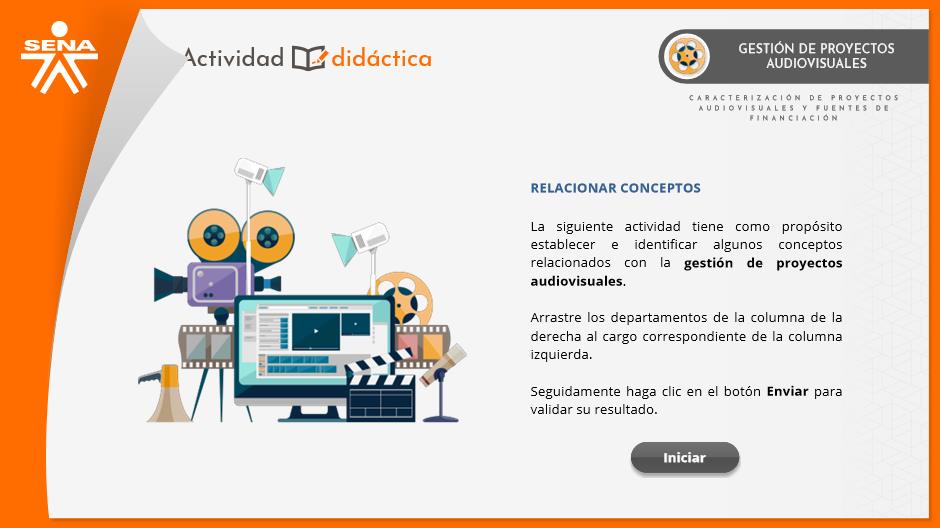 SENA
Actividad didáctica
GESTIÓN DE PROYECTOS
AUDIOVISUALES
CARACTERIZACIÓN DE PROYECTOS
AUDIOVISUALES Y FUENTES DE
FINANCIACIÓN
RELACIONAR CONCEPTOS
La siguiente actividad tiene como propósito
establecer e identificar algunos conceptos
relacionados con la gestión de proyectos
audiovisuales.
Arrastre los departamentos de la columna de la
derecha al cargo correspondiente de la columna
izquierda.
Seguidamente haga clic en el botón Enviar para
validar su resultado.
Iniciar